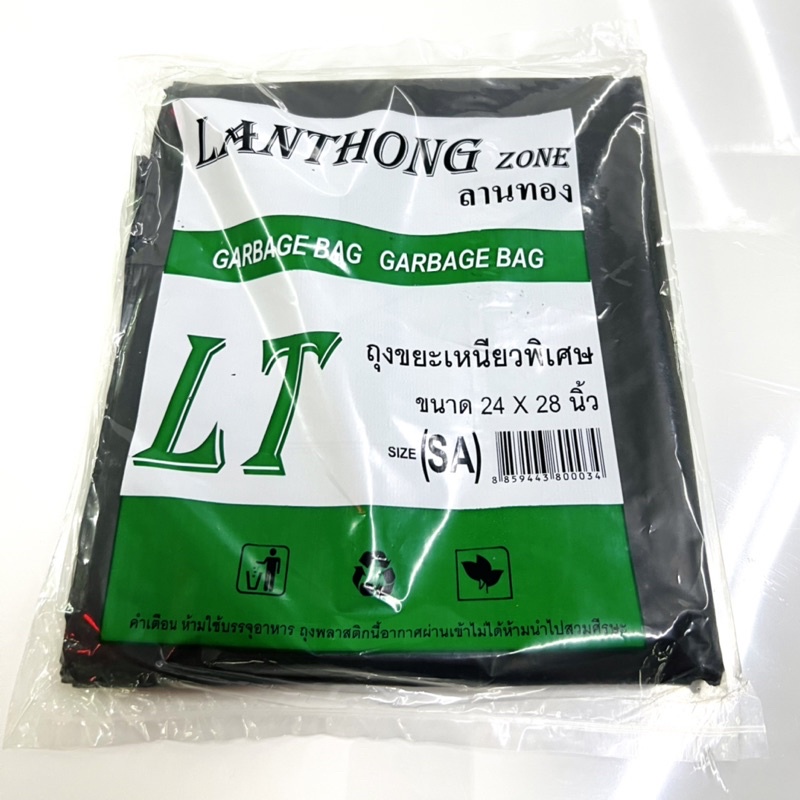 LANTHONG ZONE
ลานทอง
GARBAGE BAG GARBAGE BAG
LT
ถุงขยะเหนียวพิเศษ
ขนาด 24 X 28 นิ้ว
SIZE (SA)
8 859443 800034
คำเตือน ห้ามใช้บรรจุอาหาร ถุงพลาสติกนี้อากาศผ่านเข้าไม่ได้ห้ามนำไปสวมศีรษะ